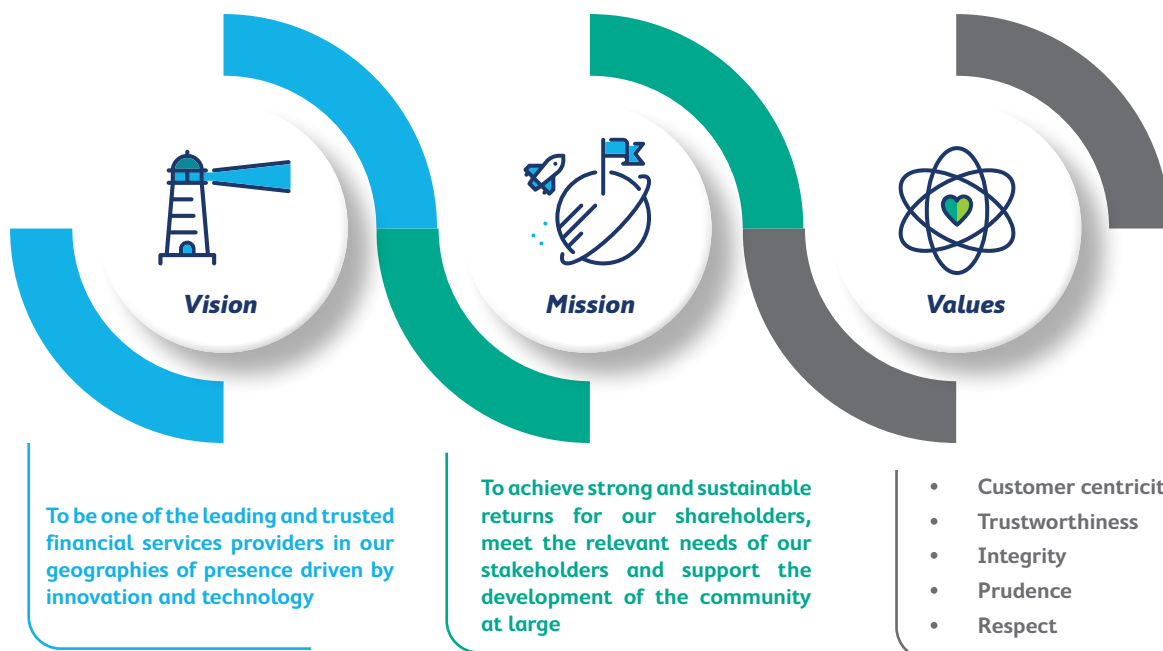 Vision
Mission
Values
To be one of the leading and trusted
financial services providers in our
geographies of presence driven by
innovation and technology
To achieve strong and sustainable
returns for our shareholders,
meet the relevant needs of our
stakeholders and support the
development of the community
at large
• Customer centricit
• Trustworthiness
• Integrity
• Prudence
• Respect